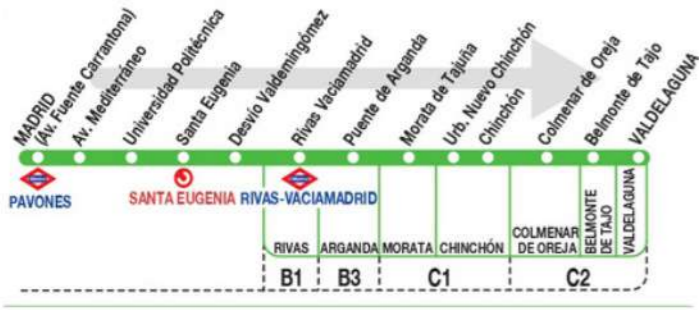 MADRID
(Av. Fuente Carrantona)
Av. Mediterráneo
Universidad Politécnica
Santa Eugenia
Desvío Valdemingómez
Rivas Vaciamadrid
Puente de Arganda
Morata de Tajuña
Urb. Nuevo Chinchón
Chinchón
Colmenar de Oreja
Belmonte de Tajo
VALDELAGUNA
PAVONES
SANTA EUGENIA
RIVAS-VACIAMADRID
RIVAS
ARGANDA
MORATA
CHINCHÓN
COLMENAR
DE OREJA
BELMONTE
DE TAJO
VALDELAGUNA
B1
B3
C1
C2